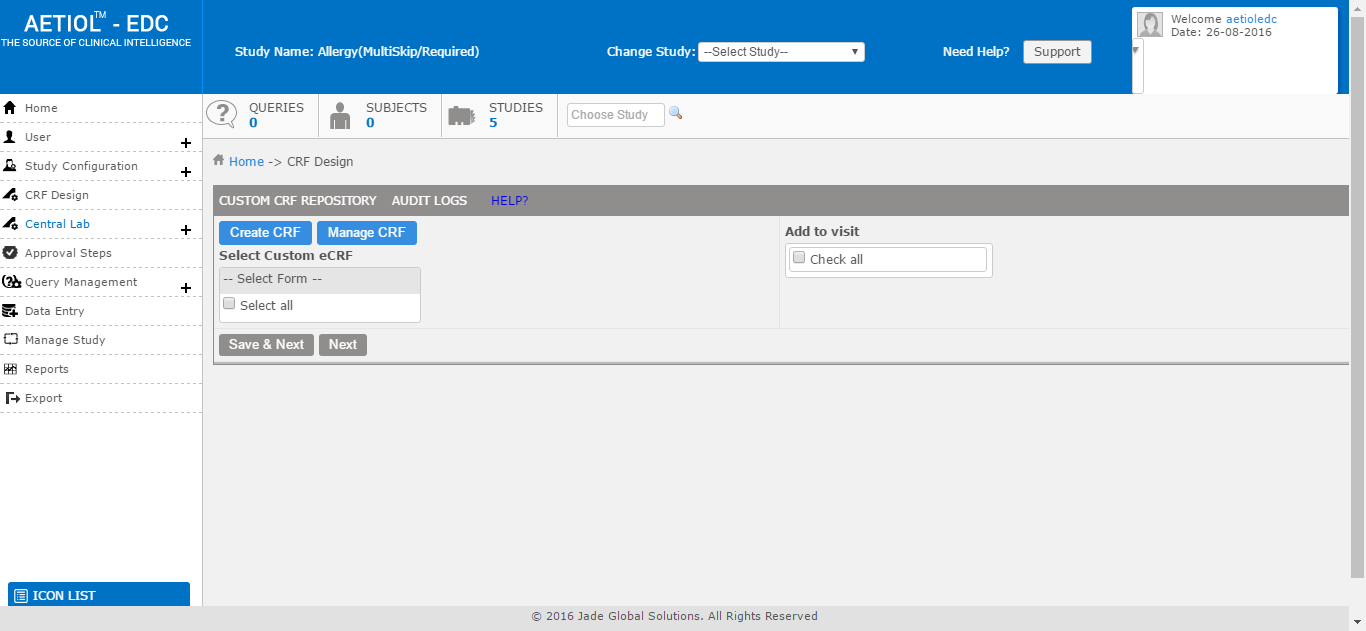 AETIOL™ - EDC
THE SOURCE OF CLINICAL INTELLIGENCE
Study Name: Allergy(MultiSkip/Required)
Change Study: --Select Study--
Need Help? Support
Welcome aetioledc
Date: 26-08-2016
Home
User
Study Configuration
CRF Design
Central Lab
Approval Steps
Query Management
Data Entry
Manage Study
Reports
Export
ICON LIST
QUERIES
0
SUBJECTS
0
STUDIES
5
Choose Study
Home -> CRF Design
CUSTOM CRF REPOSITORY AUDIT LOGS HELP?
Create CRF Manage CRF
Select Custom eCRF
-- Select Form --
Select all
Add to visit
Check all
Save & Next Next
© 2016 Jade Global Solutions. All Rights Reserved